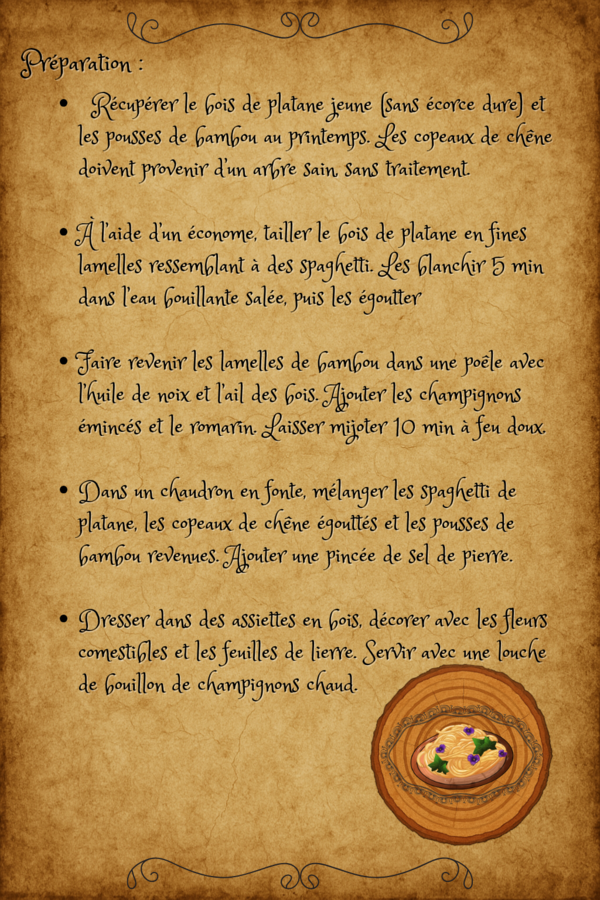 Préparation :
• Récupérer le bois de platane jeune (sans écorce dure) et
les pousses de bambou au printemps. Les copeaux de chêne
doivent provenir d'un arbre sain, sans traitement.
• À l'aide d'un économe, tailler le bois de platane en fines
lamelles ressemblant à des spaghetti. Les blanchir 5 min
dans l'eau bouillante salée, puis les égoutter
• Faire revenir les lamelles de bambou dans une poêle avec
l'huile de noix et l'ail des bois. Ajouter les champignons
émincés et le romarin. Laisser mijoter 10 min à feu doux.
• Dans un chaudron en fonte, mélanger les spaghetti de
platane, les copeaux de chêne égouttés et les pousses de
bambou revenues. Ajouter une pincée de sel de pierre.
• Dresser dans des assiettes en bois, décorer avec les fleurs
comestibles et les feuilles de lierre. Servir avec une louche
de bouillon de champignons chaud.